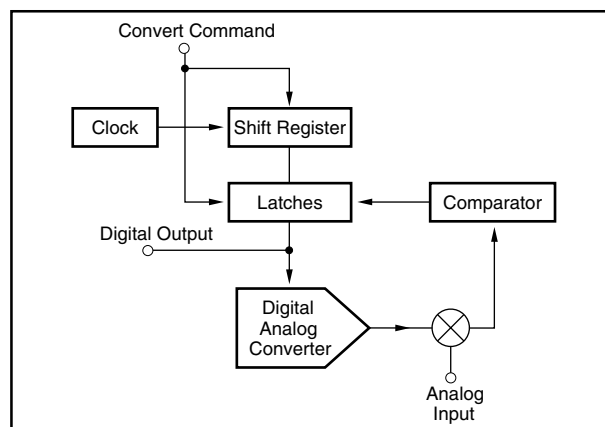 Convert Command
Clock
Shift Register
Latches
Comparator
Digital Output
Digital
Analog
Converter
Analog
Input